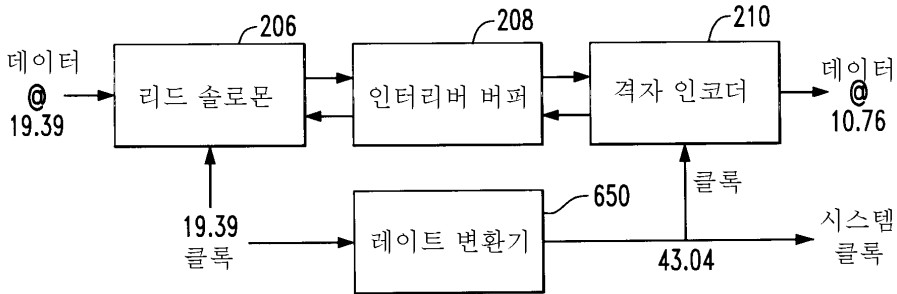 206
208
210
데이터
@
19.39
리드 솔로몬
인터리버 버퍼
격자 인코더
데이터
@
10.76
19.39
클록
650
레이트 변환기
클록
43.04
시스템
클록